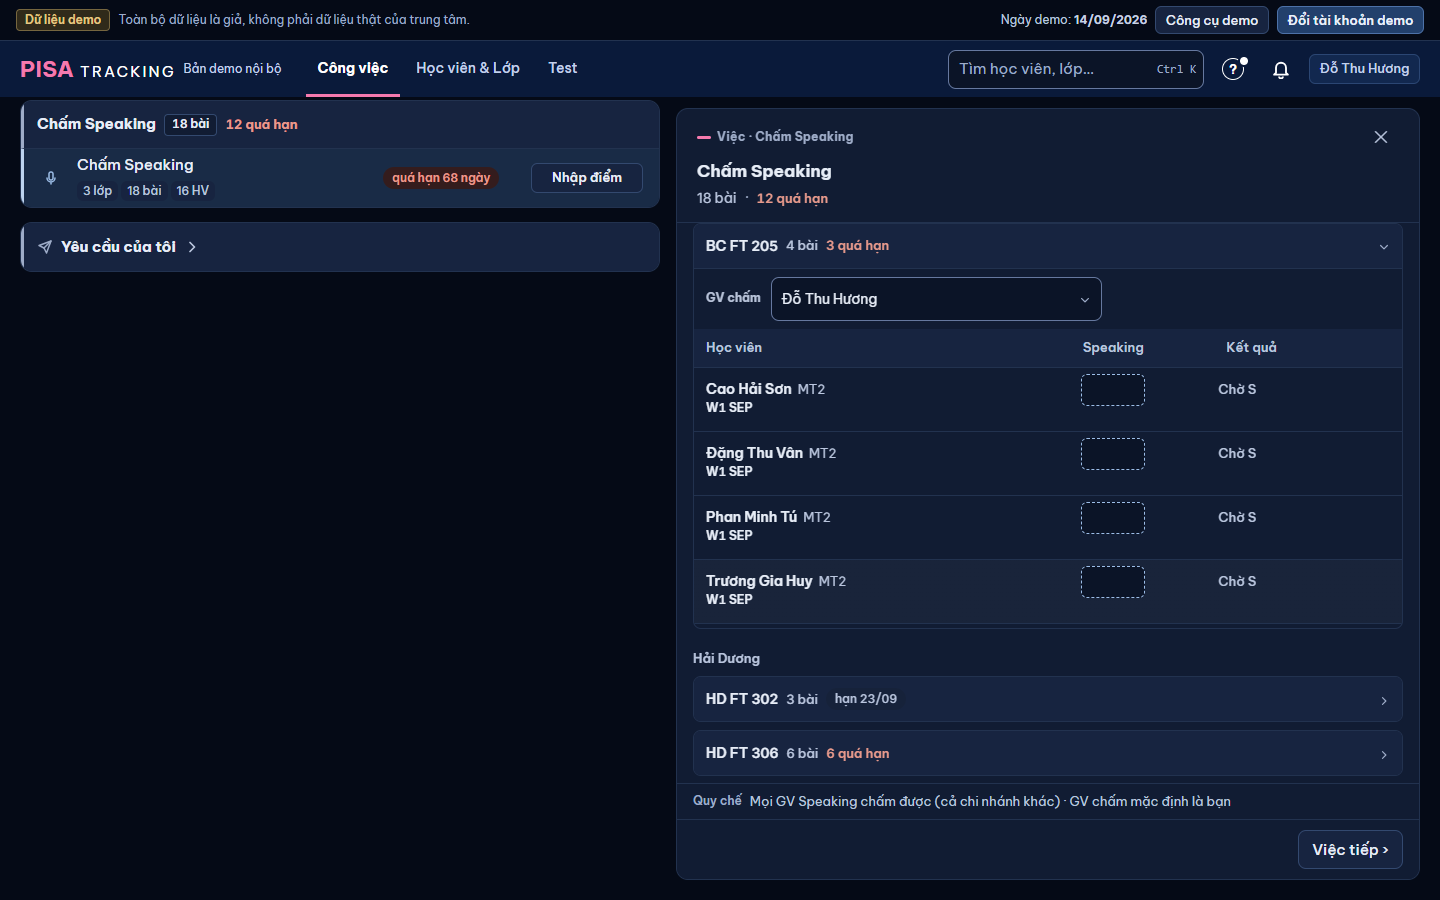 Dữ liệu demo Toàn bộ dữ liệu là giả, không phải dữ liệu thật của trung tâm. Ngày demo: 14/09/2026 Công cụ demo Đổi tài khoản demo
PISA TRACKING Bản demo nội bộ Công việc Học viên & Lớp Test Tìm học viên, lớp... Ctrl K ? Đỗ Thu Hương
Chấm Speaking 18 bài 12 quá hạn
Chấm Speaking
3 lớp 18 bài 16 HV
quá hạn 68 ngày Nhập điểm
Yêu cầu của tôi
Việc · Chấm Speaking
Chấm Speaking
18 bài · 12 quá hạn
BC FT 205 4 bài 3 quá hạn
GV chấm Đỗ Thu Hương
Học viên Speaking Kết quả
Cao Hải Sơn MT2 Chờ S
W1 SEP
Đặng Thu Vân MT2 Chờ S
W1 SEP
Phan Minh Tú MT2 Chờ S
W1 SEP
Trương Gia Huy MT2 Chờ S
W1 SEP
Hải Dương
HD FT 302 3 bài hạn 23/09
HD FT 306 6 bài 6 quá hạn
Quy chế Mọi GV Speaking chấm được (cả chi nhánh khác) · GV chấm mặc định là bạn
Việc tiếp ›